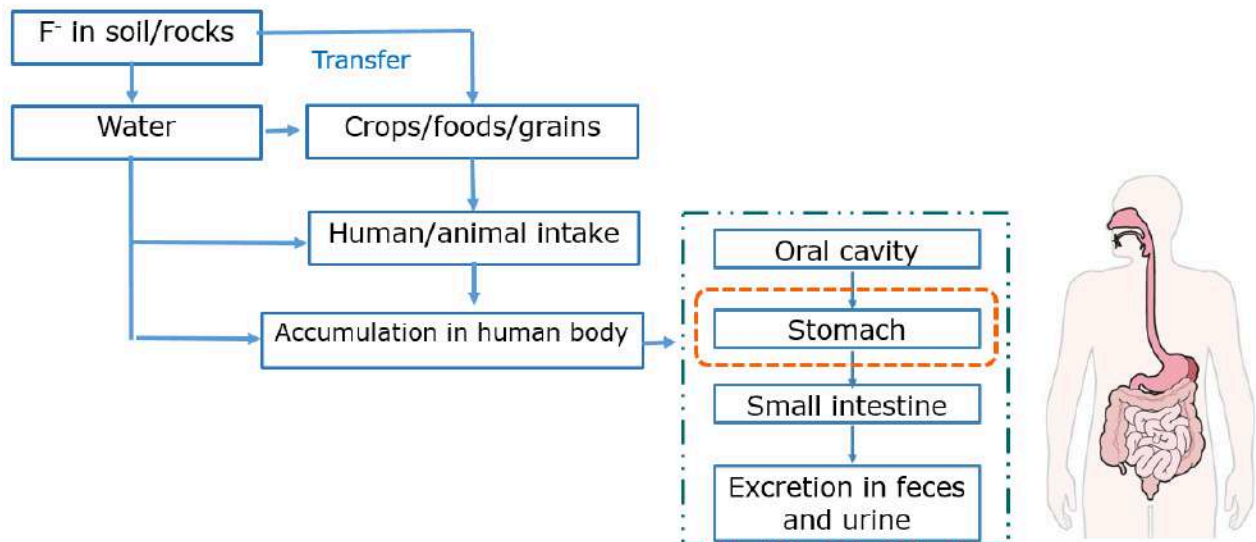 F- in soil/rocks
Transfer
Water
Crops/foods/grains
Human/animal intake
Accumulation in human body
Oral cavity
Stomach
Small intestine
Excretion in feces
and urine